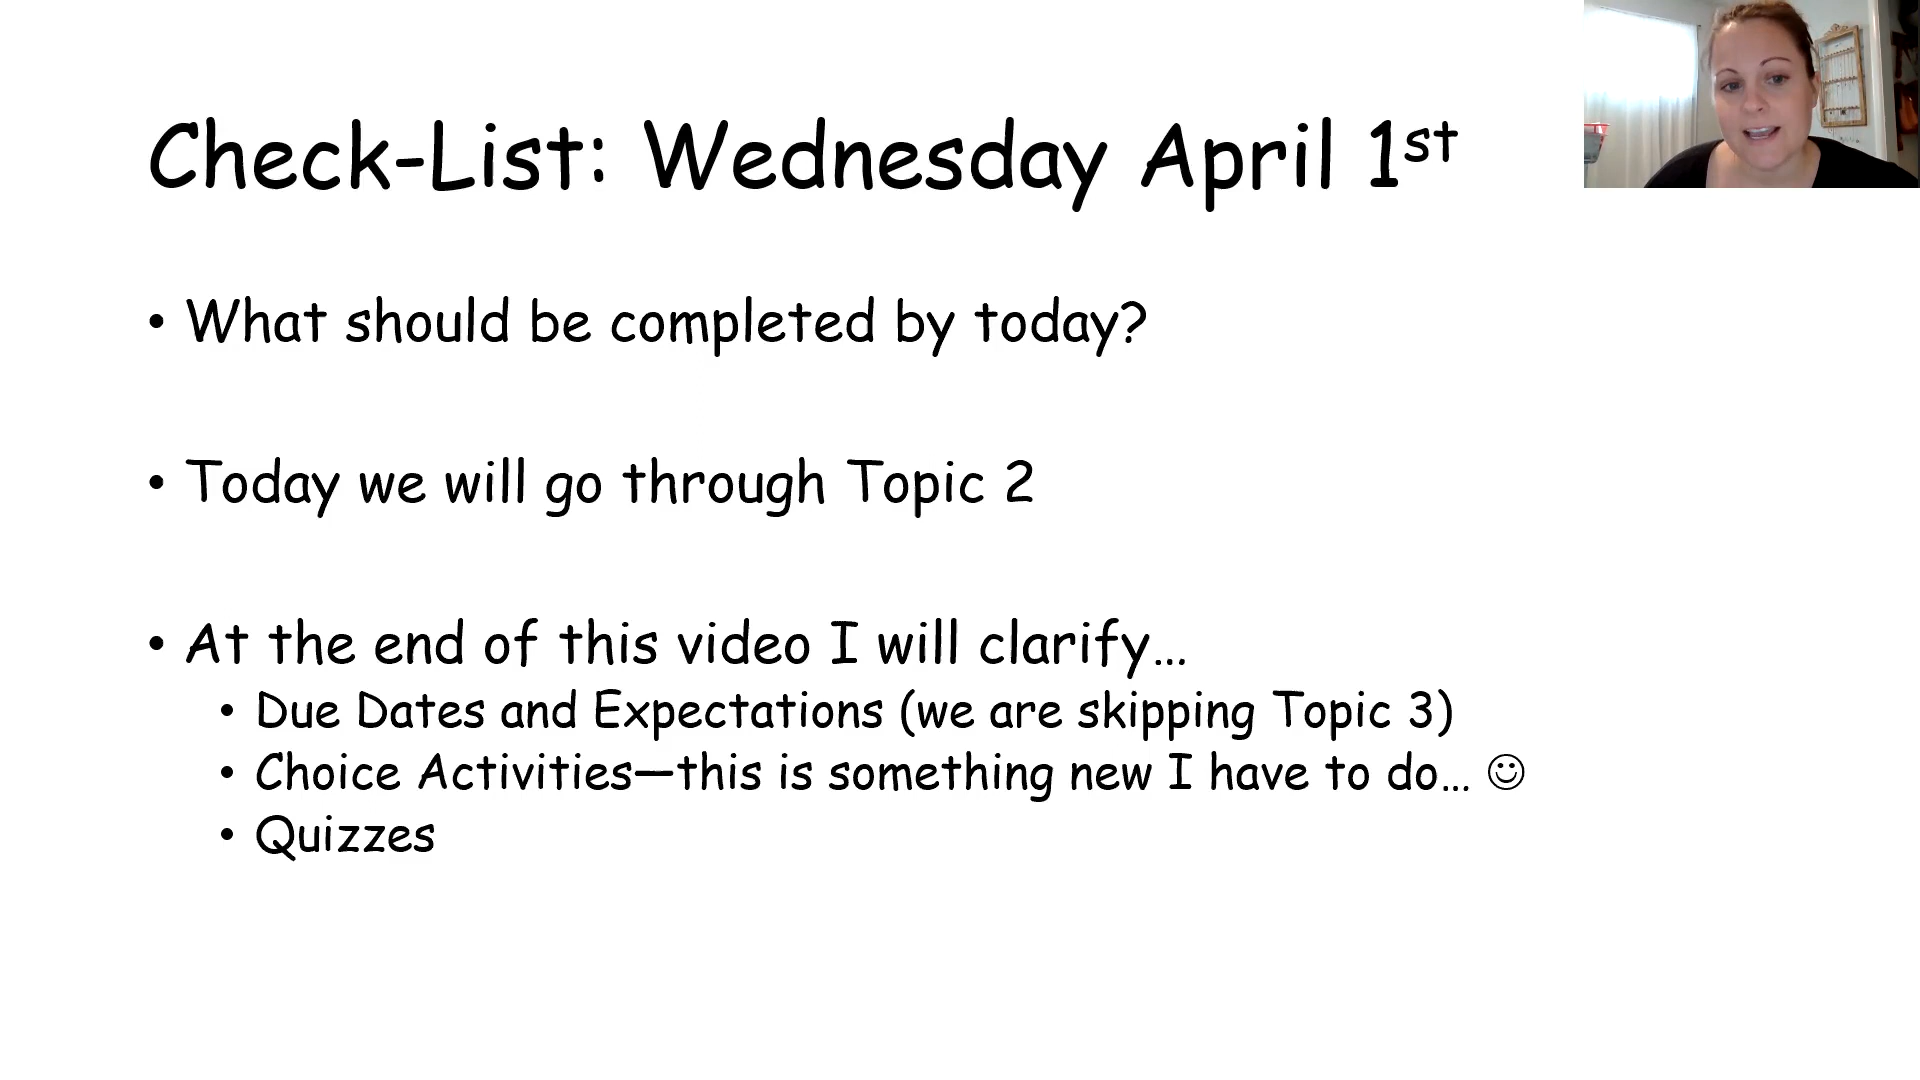 Check-List: Wednesday April 1st
• What should be completed by today?
• Today we will go through Topic 2
• At the end of this video I will clarify…
• Due Dates and Expectations (we are skipping Topic 3)
• Choice Activities—this is something new I have to do… ☺
• Quizzes